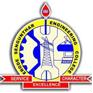 ENGINEERING COLLEGE
SERVICE CHARACTER
EXCELLENCE